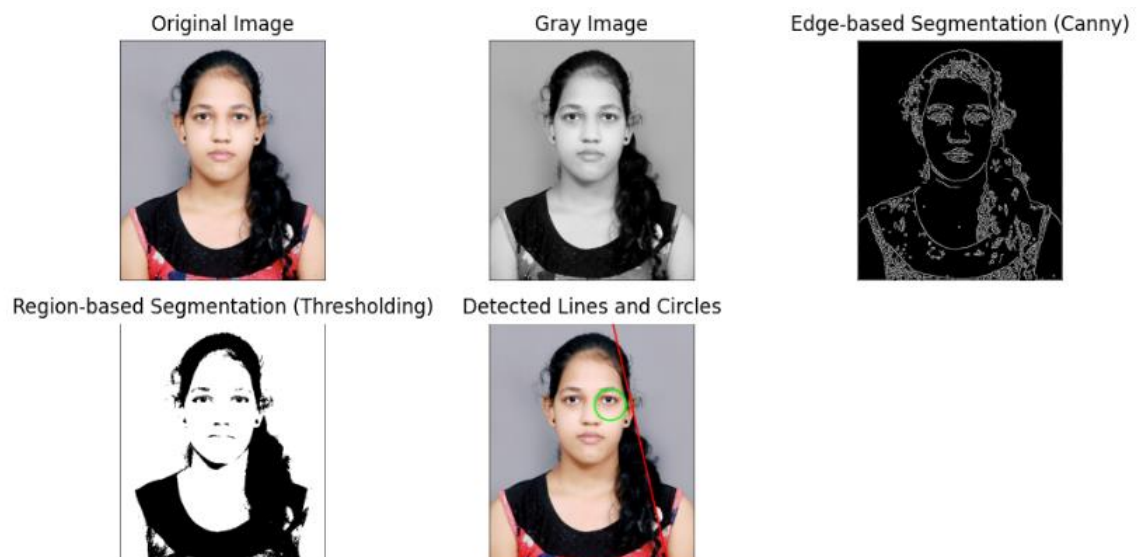 Original Image
Gray Image
Edge-based Segmentation (Canny)
Region-based Segmentation (Thresholding)
Detected Lines and Circles